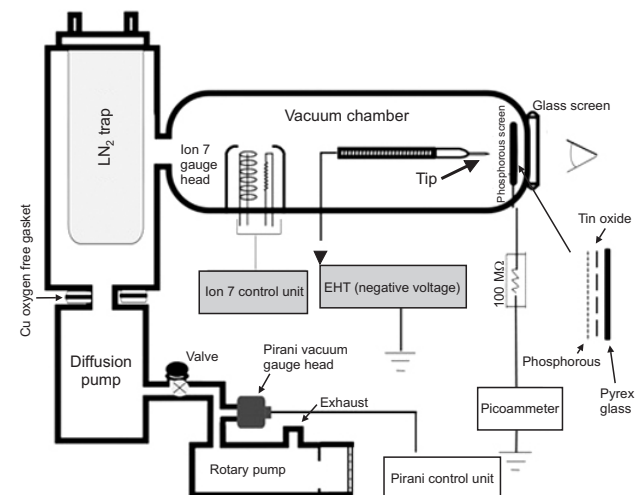 LN2 trap
Vacuum chamber
Ion 7
gauge
head
Tip
Phosphorous screen
Glass screen
Tin oxide
Cu oxygen free gasket
Ion 7 control unit
EHT (negative voltage)
100 MΩ
Phosphorous
Pyrex
glass
Diffusion
pump
Valve
Pirani vacuum
gauge head
Exhaust
Picoammeter
Rotary pump
Pirani control unit